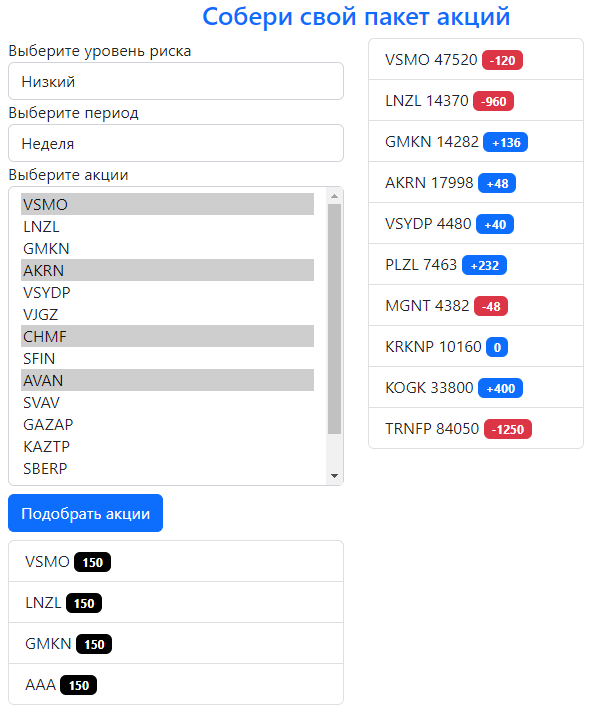 Собери свой пакет акций
Выберите уровень риска
Низкий
Выберите период
Неделя
Выберите акции
VSMO
LNZL
GMKN
AKRN
VSYDP
VJGZ
CHMF
SFIN
AVAN
SVAV
GAZAP
KAZTP
SBERP
Подобрать акции
VSMO 150
LNZL 150
GMKN 150
AAA 150
VSMO 47520 -120
LNZL 14370 -960
GMKN 14282 +136
AKRN 17998 +48
VSYDP 4480 +40
PLZL 7463 +232
MGNT 4382 -48
KRKNP 10160 0
KOGK 33800 +400
TRNFP 84050 -1250